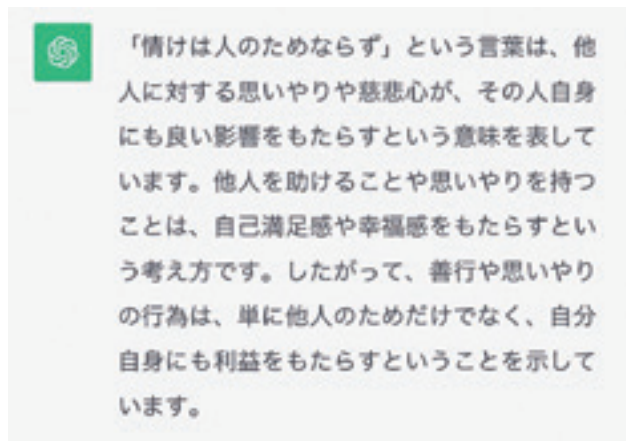 「情けは人のためならず」という言葉は、他
人に対する思いやりや慈悲心が、その人自身
にも良い影響をもたらすという意味を表して
います。他人を助けることや思いやりを持つ
ことは、自己満足感や幸福感をもたらすとい
う考え方です。したがって、善行や思いやり
の行為は、単に他人のためだけでなく、自分
自身にも利益をもたらすということを示して
います。